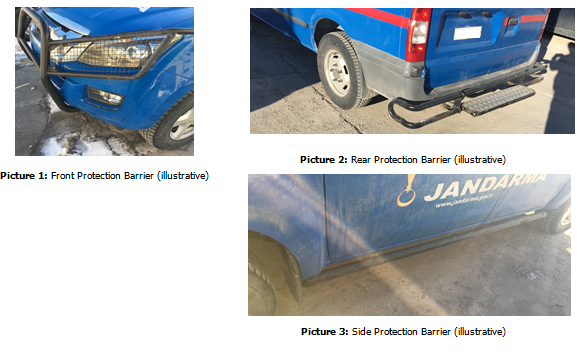 Picture 1: Front Protection Barrier (illustrative)
Picture 2: Rear Protection Barrier (illustrative)
JANDARMA
www.jandarma.gov.tr
Picture 3: Side Protection Barrier (illustrative)